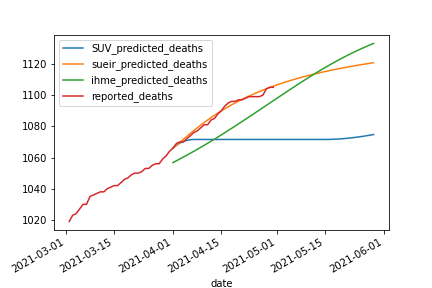 SUV_predicted_deaths
sueir_predicted_deaths
ihme_predicted_deaths
reported_deaths
1120
1100
1080
1060
1040
1020
2021-03-01
2021-03-15
2021-04-01
2021-04-15
2021-05-01
2021-05-15
2021-06-01
date